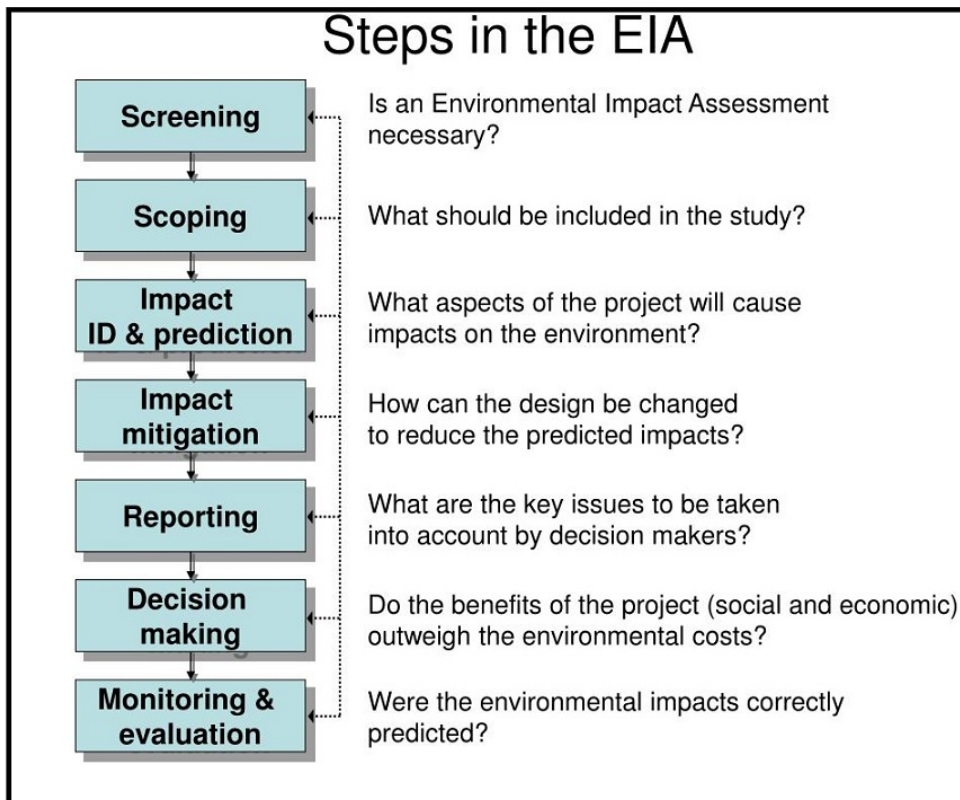 Steps in the EIA
Screening
Is an Environmental Impact Assessment
necessary?
Scoping
What should be included in the study?
Impact
ID & prediction
What aspects of the project will cause
impacts on the environment?
Impact
mitigation
How can the design be changed
to reduce the predicted impacts?
Reporting
What are the key issues to be taken
into account by decision makers?
Decision
making
Do the benefits of the project (social and economic)
outweigh the environmental costs?
Monitoring &
evaluation
Were the environmental impacts correctly
predicted?